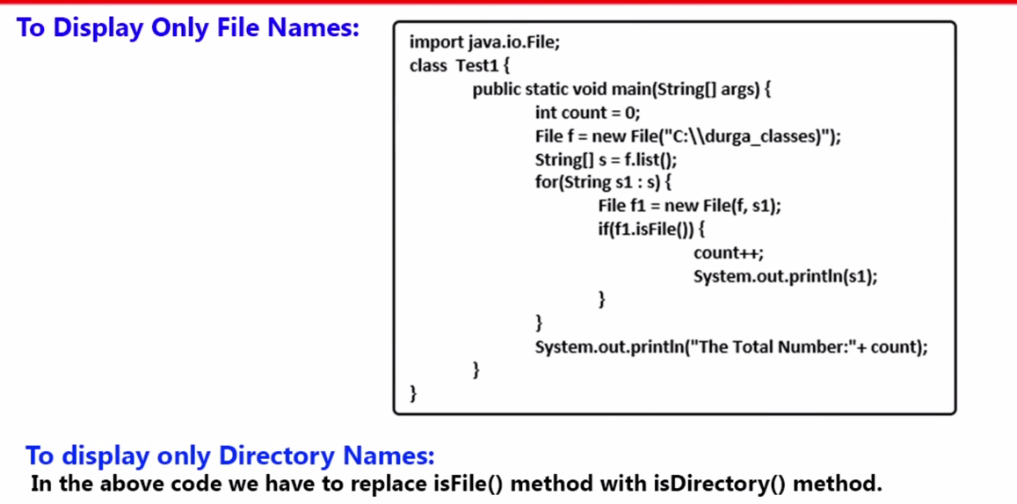 To Display Only File Names:
import java.io.File;
class Test1 {
public static void main(String[] args) {
int count = 0;
File f = new File("C:\\durga_classes)");
String[] s = f.list();
for(String s1 : s) {
File f1 = new File(f, s1);
if(f1.isFile()) {
count++;
System.out.println(s1);
}
}
System.out.println("The Total Number:"+ count);
}
}
To display only Directory Names:
In the above code we have to replace isFile() method with isDirectory() method.